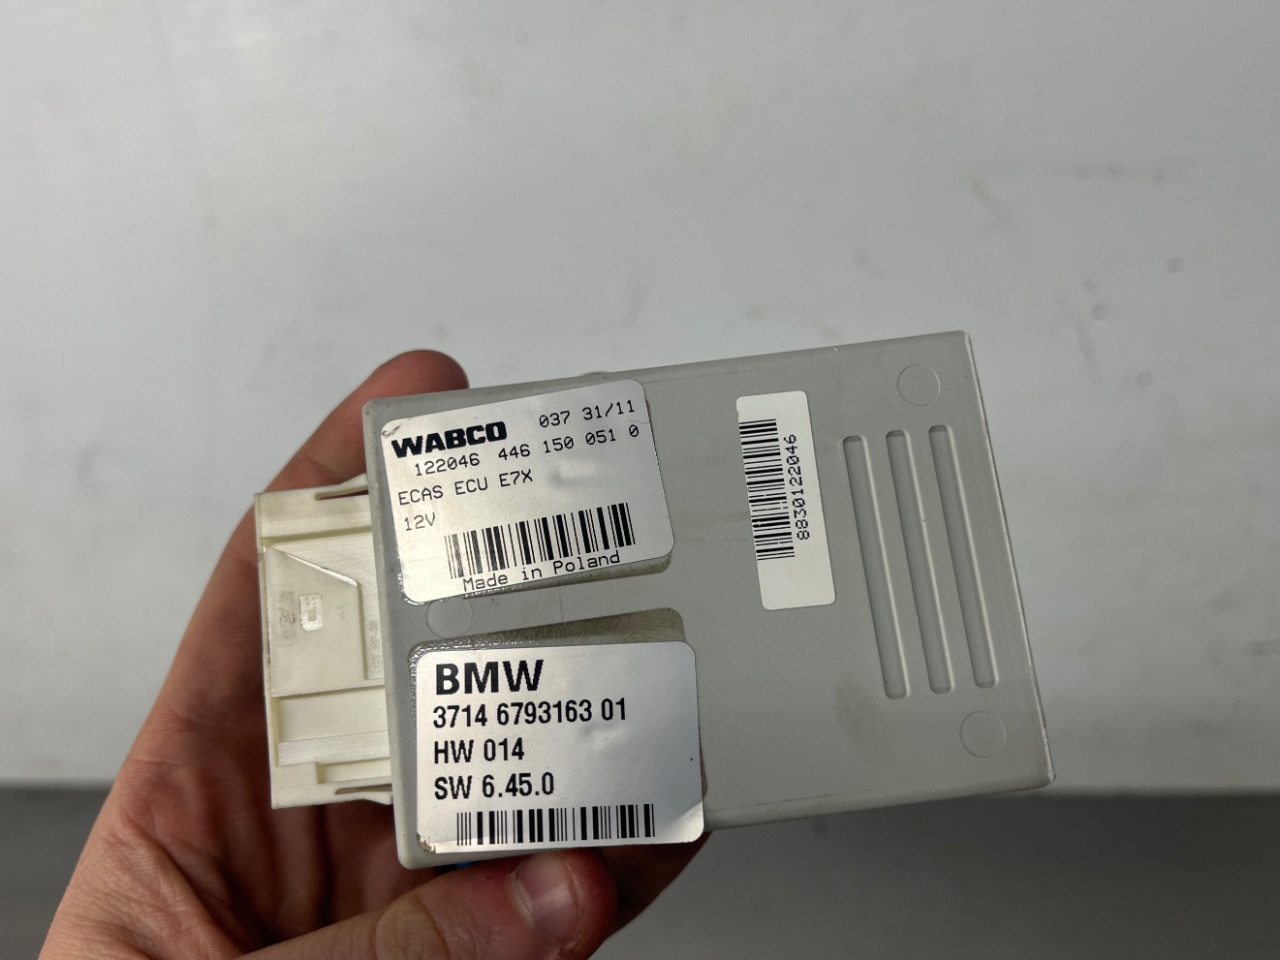 WABCO 037 31/11
122046 446 150 051 0
ECAS ECU E7X
12V
Made in Poland
8830122046
BMW
3714 6793163 01
HW 014
SW 6.45.0